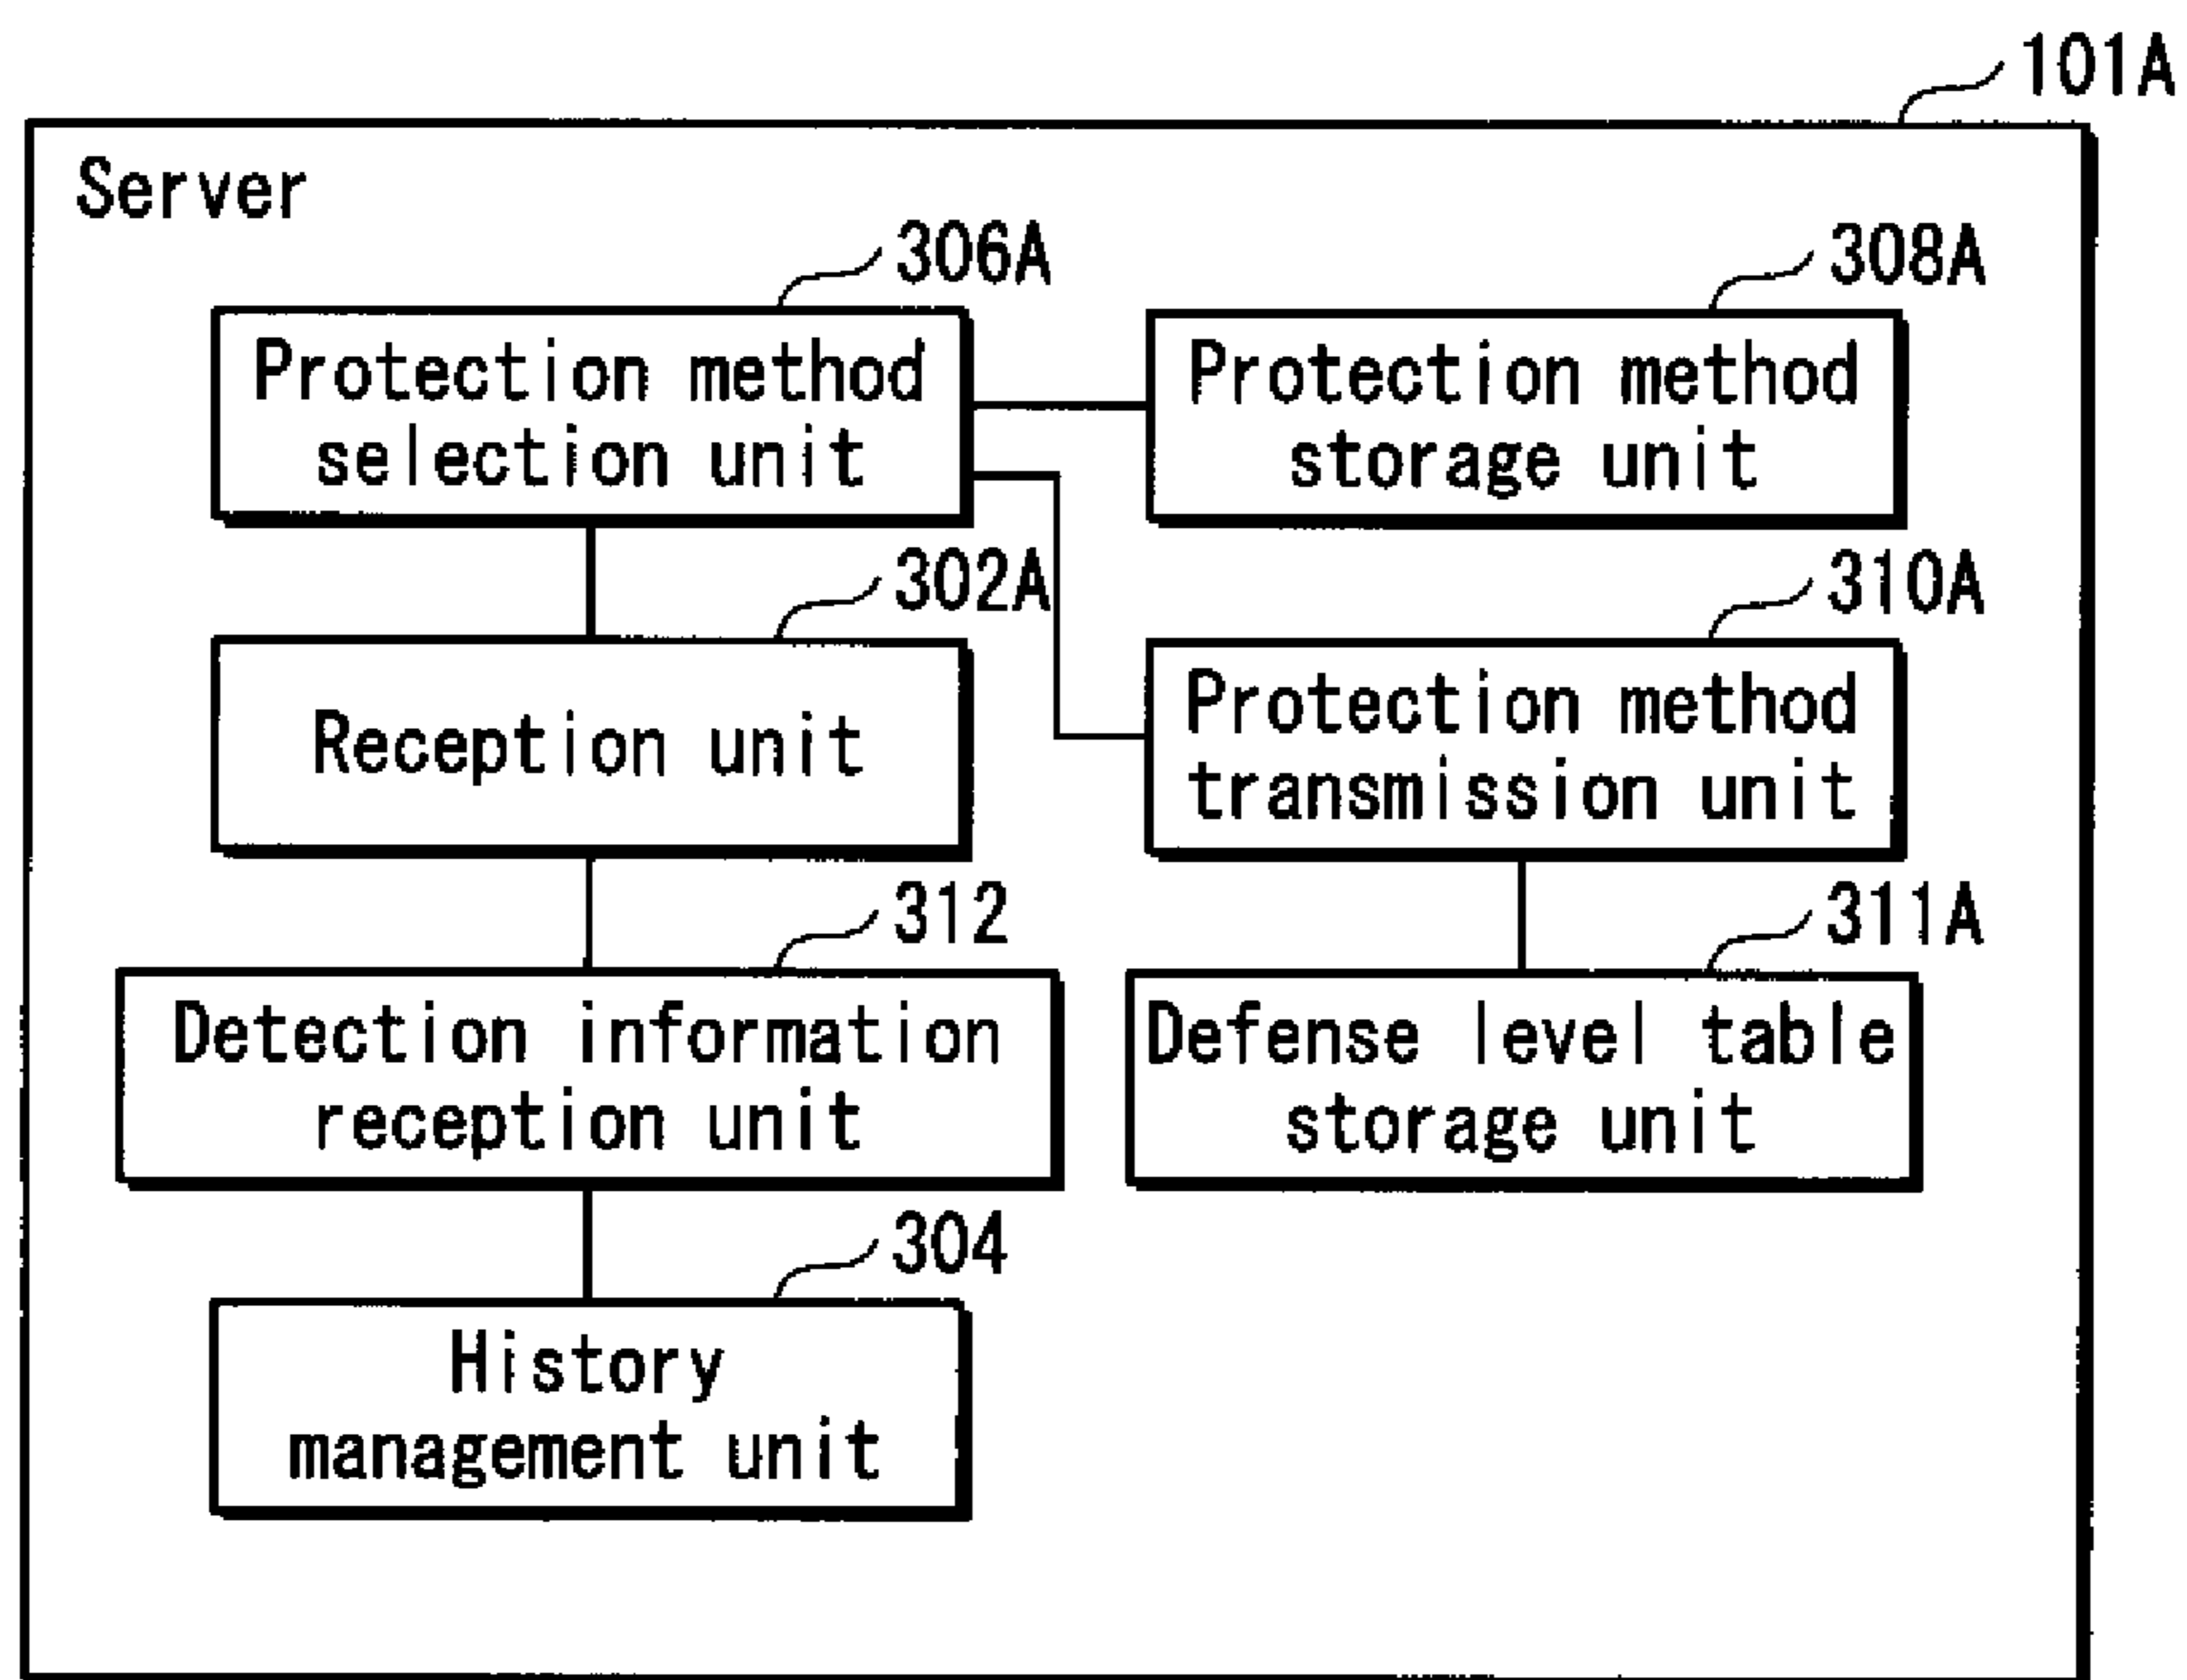 101A
Server
306A
Protection method
selection unit
308A
Protection method
storage unit
302A
Reception unit
310A
Protection method
transmission unit
312
Detection information
reception unit
311A
Defense level table
storage unit
304
History
management unit